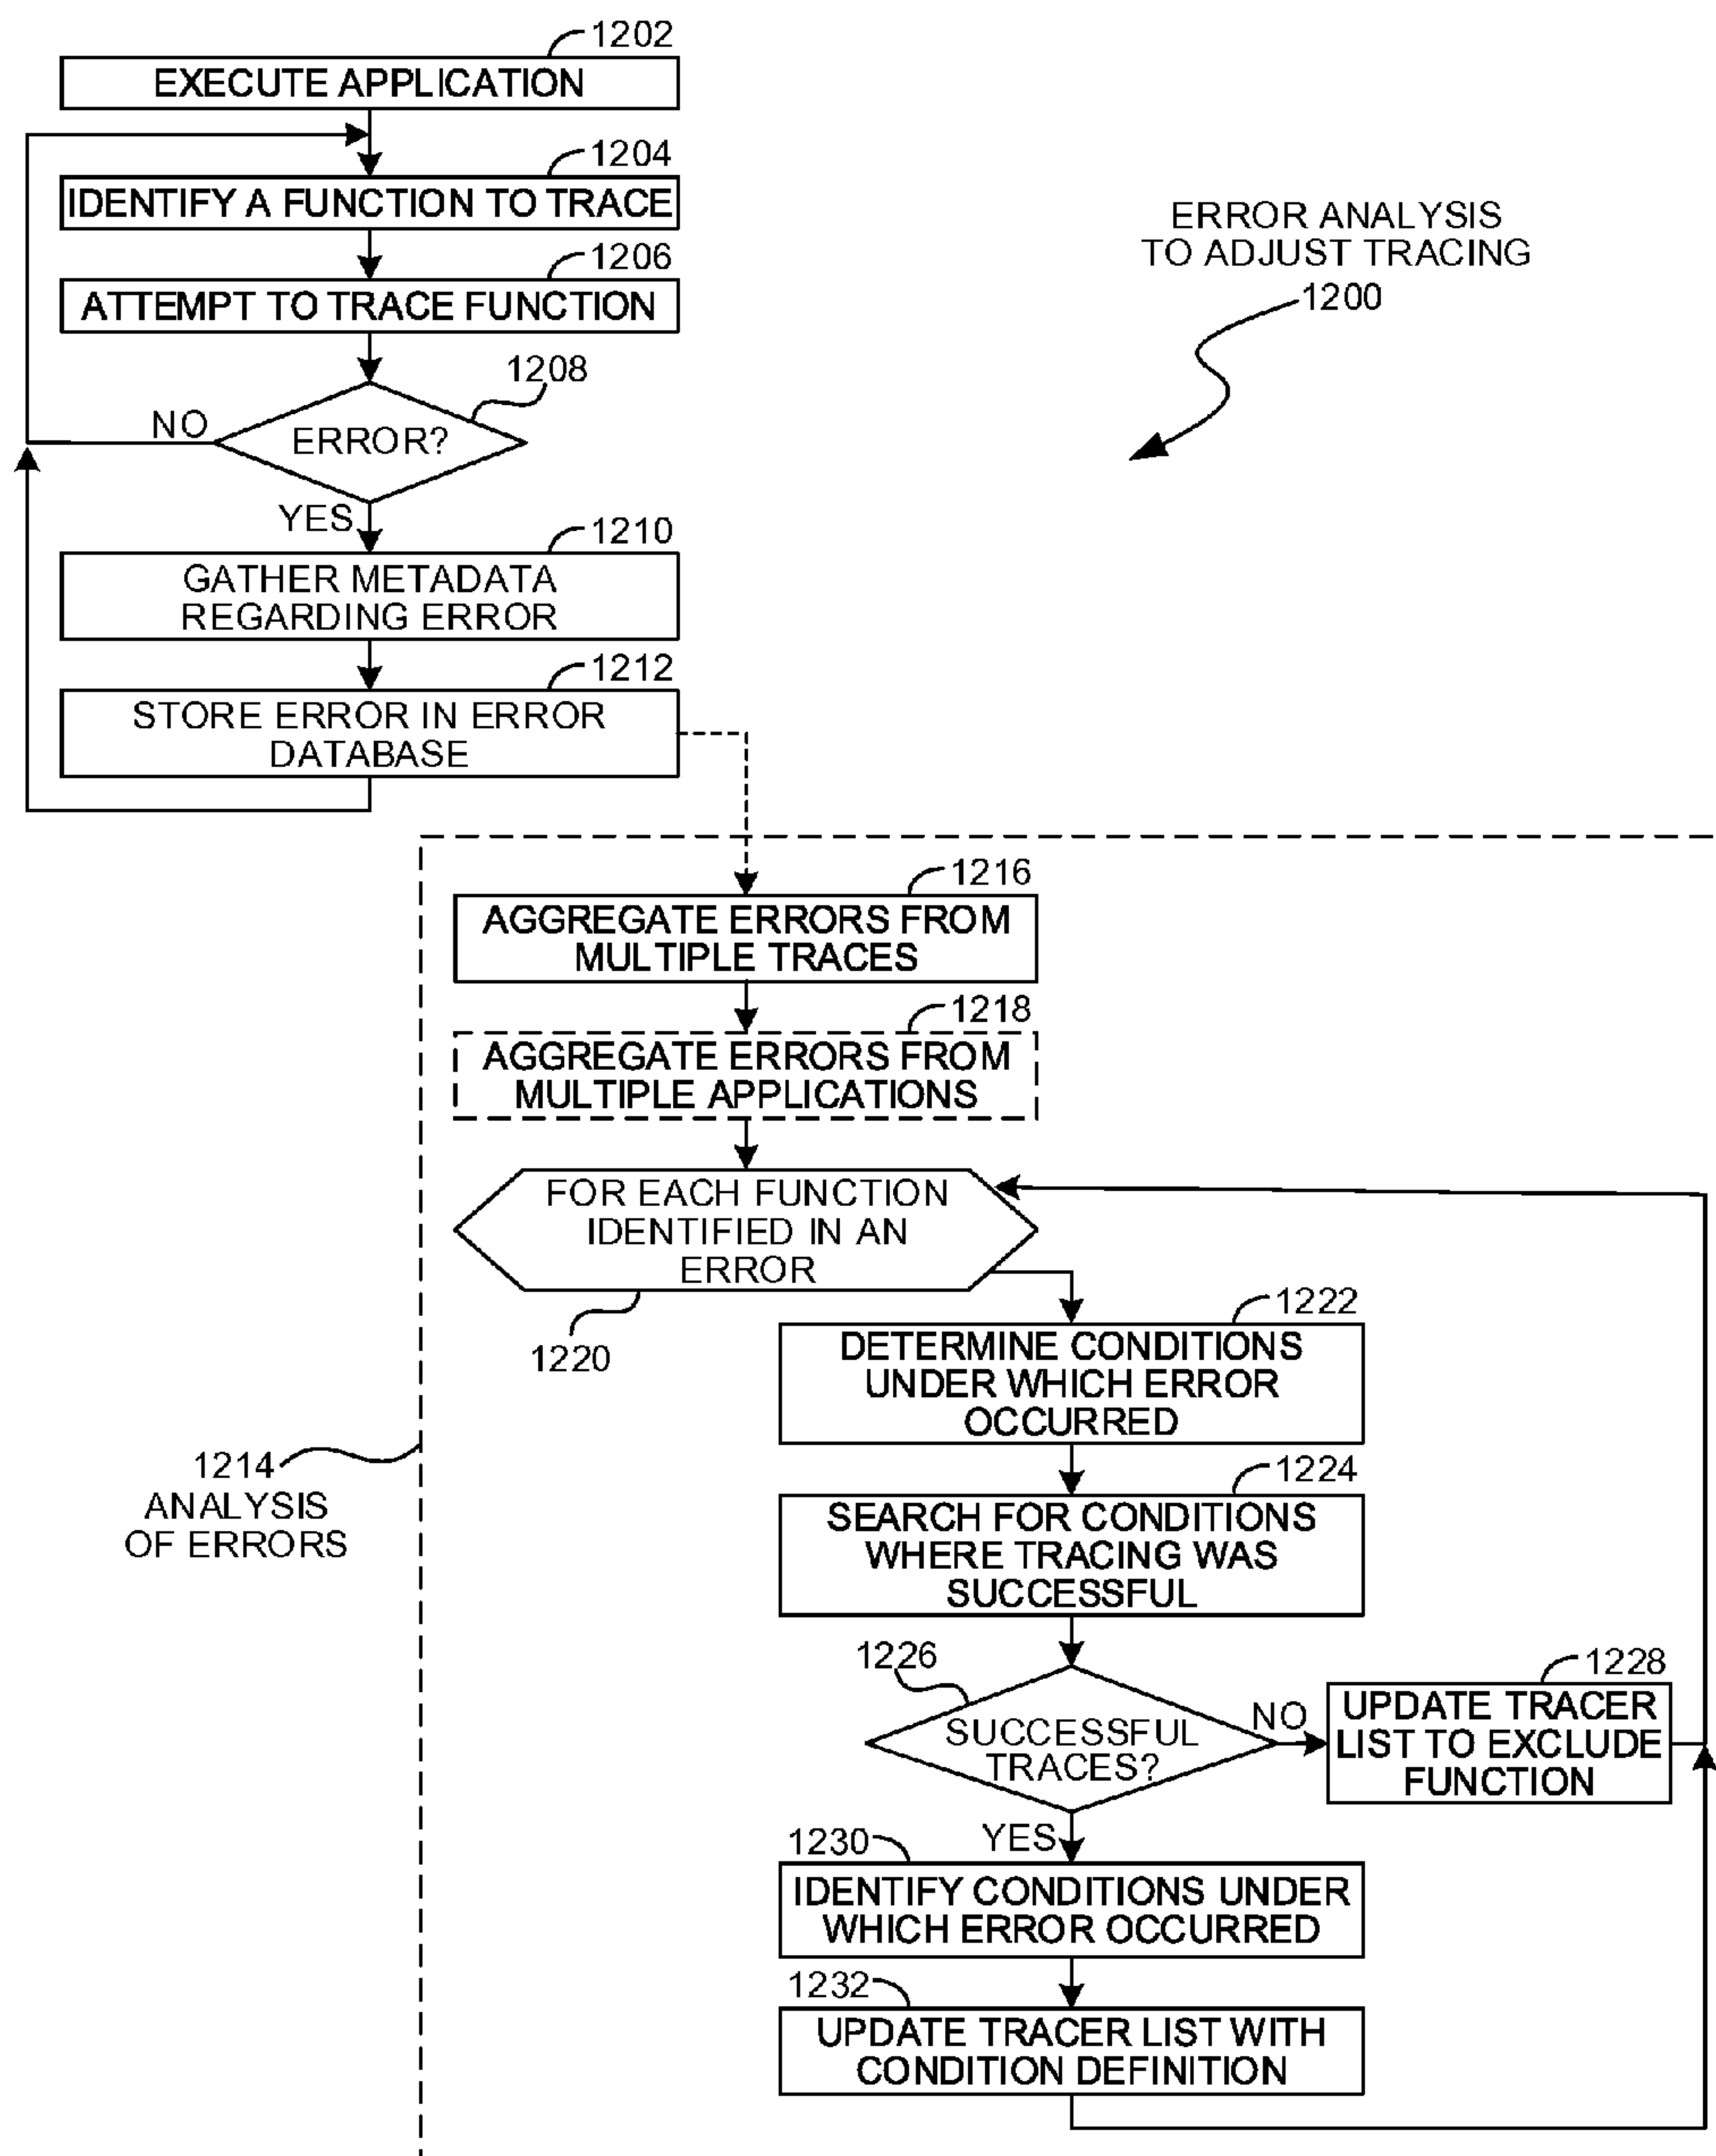 1202
EXECUTE APPLICATION
1204
IDENTIFY A FUNCTION TO TRACE
1206
ATTEMPT TO TRACE FUNCTION
1208
NO
ERROR?
YES
1210
GATHER METADATA
REGARDING ERROR
1212
STORE ERROR IN ERROR
DATABASE
ERROR ANALYSIS
TO ADJUST TRACING
1200
1216
AGGREGATE ERRORS FROM
MULTIPLE TRACES
1218
AGGREGATE ERRORS FROM
MULTIPLE APPLICATIONS
FOR EACH FUNCTION
IDENTIFIED IN AN
ERROR
1220
1222
DETERMINE CONDITIONS
UNDER WHICH ERROR
OCCURRED
1214
ANALYSIS
OF ERRORS
1224
SEARCH FOR CONDITIONS
WHERE TRACING WAS
SUCCESSFUL
1226
SUCCESSFUL
TRACES?
NO
1228
UPDATE TRACER
LIST TO EXCLUDE
FUNCTION
YES
1230
IDENTIFY CONDITIONS UNDER
WHICH ERROR OCCURRED
1232
UPDATE TRACER LIST WITH
CONDITION DEFINITION